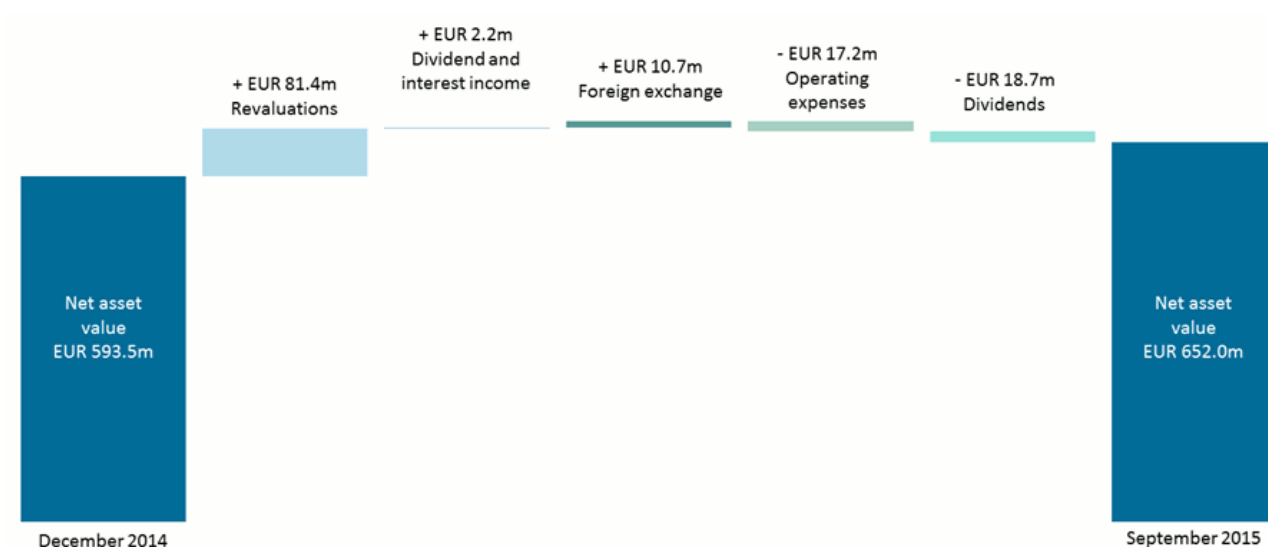 + EUR 81.4m
Revaluations
+ EUR 2.2m
Dividend and
interest income
+ EUR 10.7m
Foreign exchange
- EUR 17.2m
Operating
expenses
- EUR 18.7m
Dividends
Net asset
value
EUR 593.5m
Net asset
value
EUR 652.0m
December 2014
September 2015